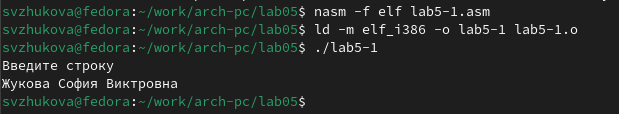 svzhukova@fedora:~/work/arch-pc/lab05$ nasm -f elf lab5-1.asm
svzhukova@fedora:~/work/arch-pc/lab05$ ld -m elf_i386 -o lab5-1 lab5-1.o
svzhukova@fedora:~/work/arch-pc/lab05$ ./lab5-1
Введите строку
Жукова София Виктровна
svzhukova@fedora:~/work/arch-pc/lab05$